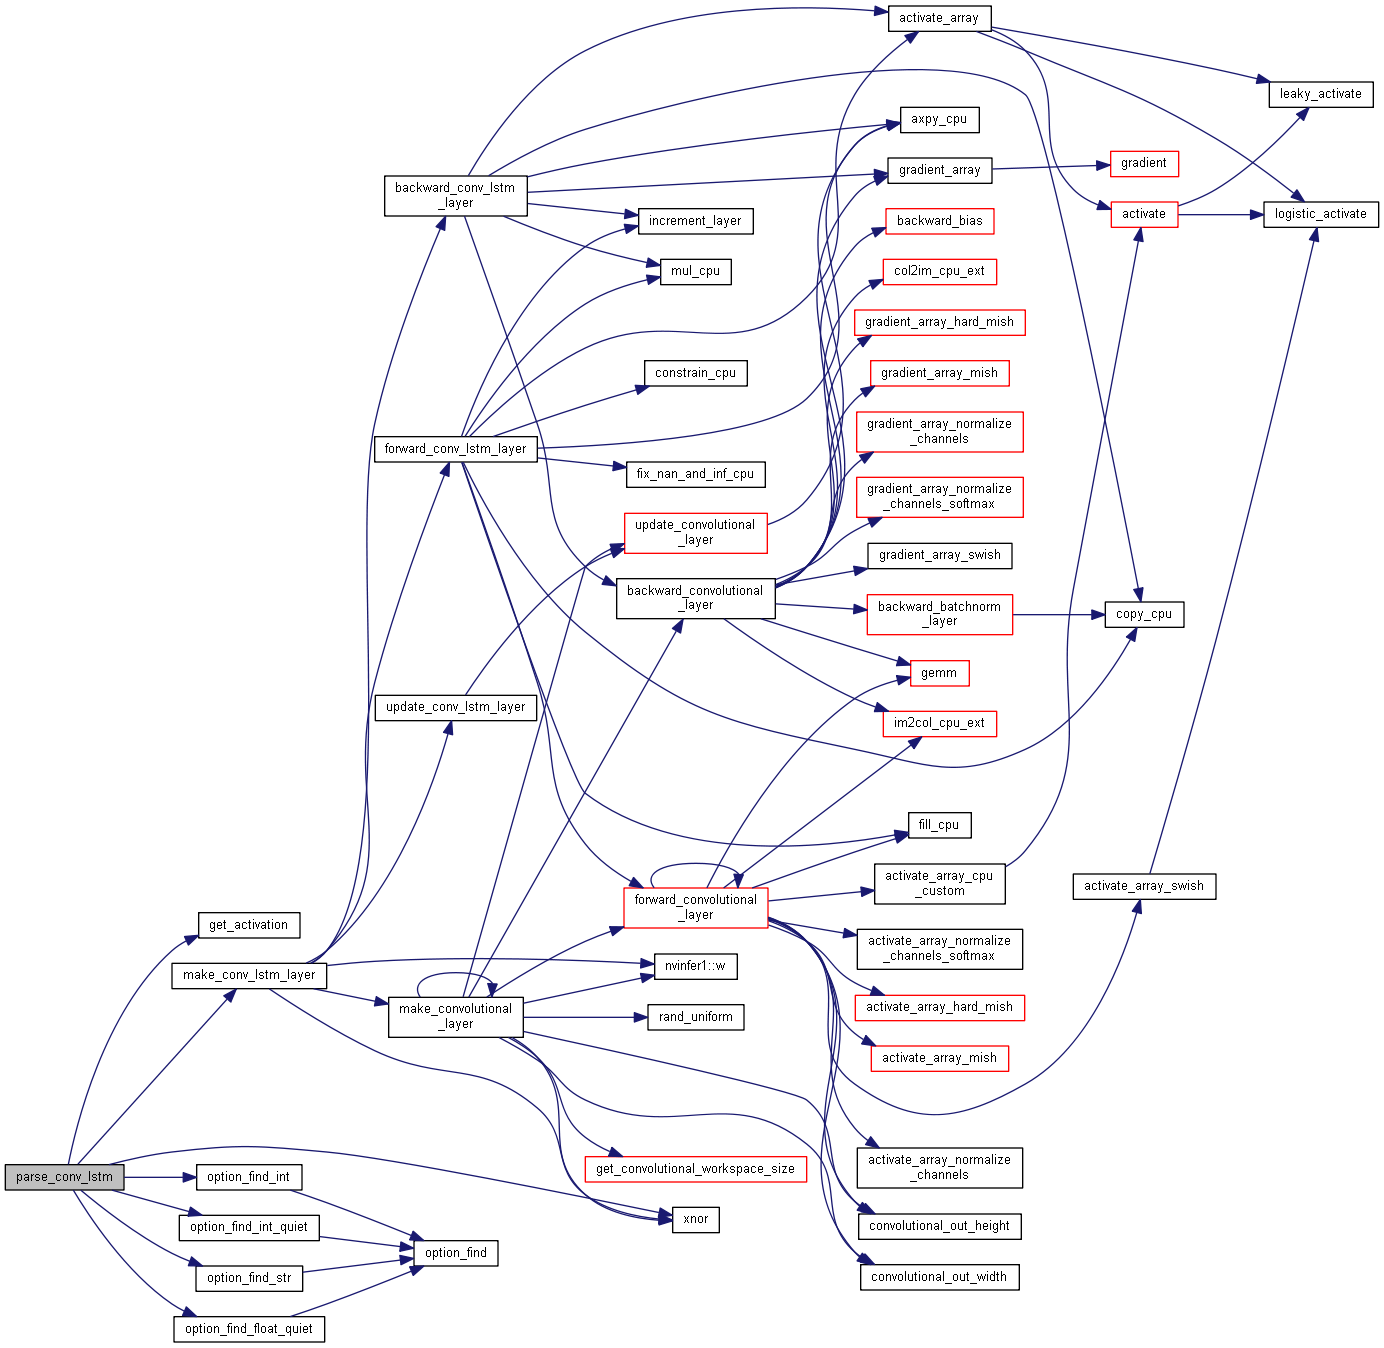 activate_array
leaky_activate
axpy_cpu
gradient_array
gradient
backward_conv_lstm
_layer
activate
logistic_activate
increment_layer
backward_bias
mul_cpu
col2im_cpu_ext
gradient_array_hard_mish
constrain_cpu
gradient_array_mish
gradient_array_normalize
_channels
forward_conv_lstm_layer
fix_nan_and_inf_cpu
gradient_array_normalize
_channels_softmax
update_convolutional
_layer
gradient_array_swish
backward_convolutional
_layer
backward_batchnorm
_layer
copy_cpu
gemm
update_conv_lstm_layer
im2col_cpu_ext
fill_cpu
activate_array_cpu
_custom
activate_array_swish
forward_convolutional
_layer
get_activation
activate_array_normalize
_channels_softmax
make_conv_lstm_layer
nvinfer1::w
make_convolutional
_layer
rand_uniform
activate_array_hard_mish
activate_array_mish
get_convolutional_workspace_size
activate_array_normalize
_channels
parse_conv_lstm
option_find_int
xnor
option_find_int_quiet
convolutional_out_height
option_find
option_find_str
convolutional_out_width
option_find_float_quiet